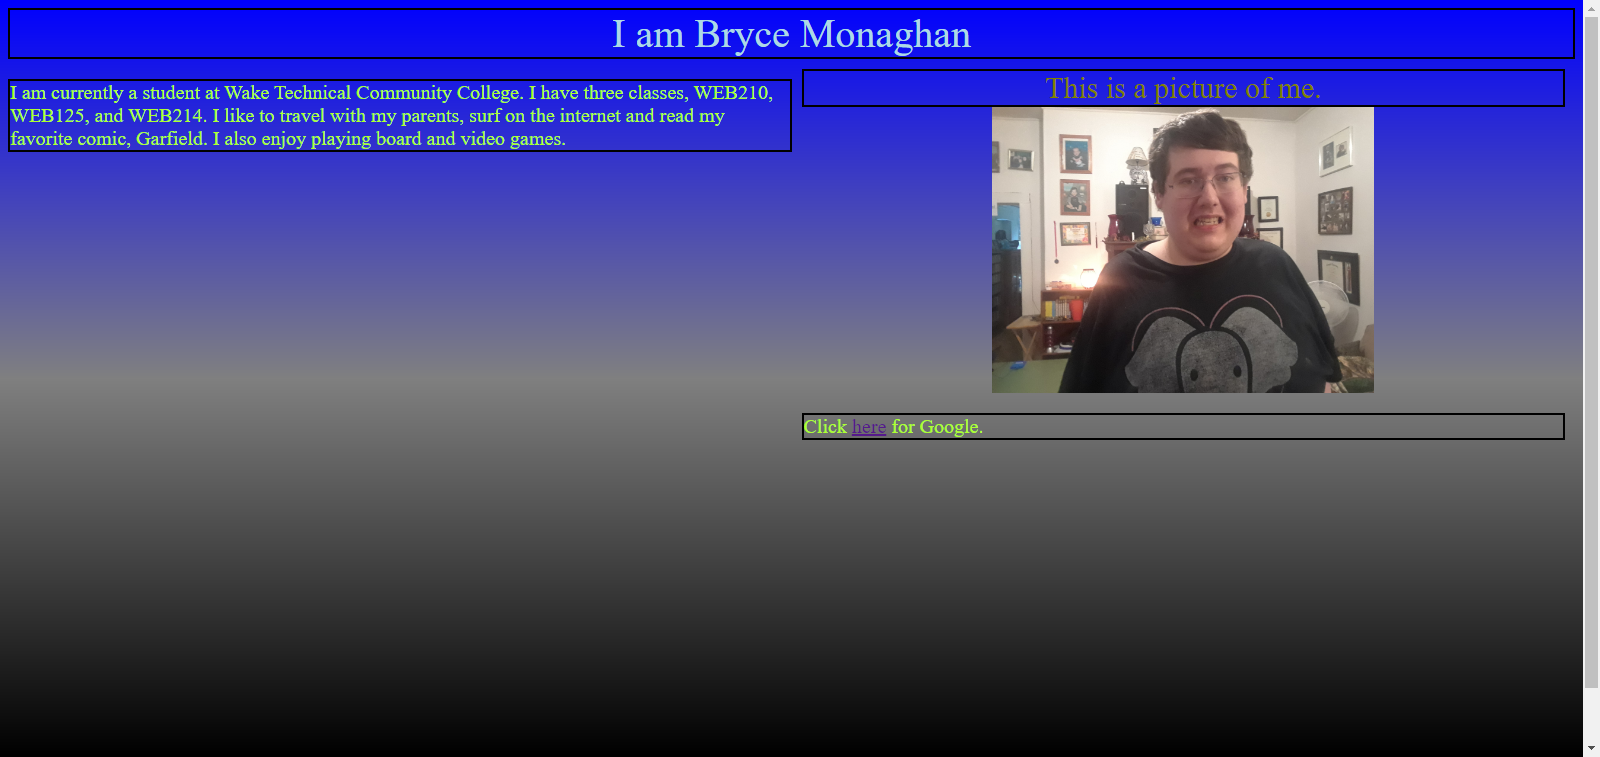 I am Bryce Monaghan
I am currently a student at Wake Technical Community College. I have three classes, WEB210,
WEB125, and WEB214. I like to travel with my parents, surf on the internet and read my
favorite comic, Garfield. I also enjoy playing board and video games.
This is a picture of me.
Click here for Google.